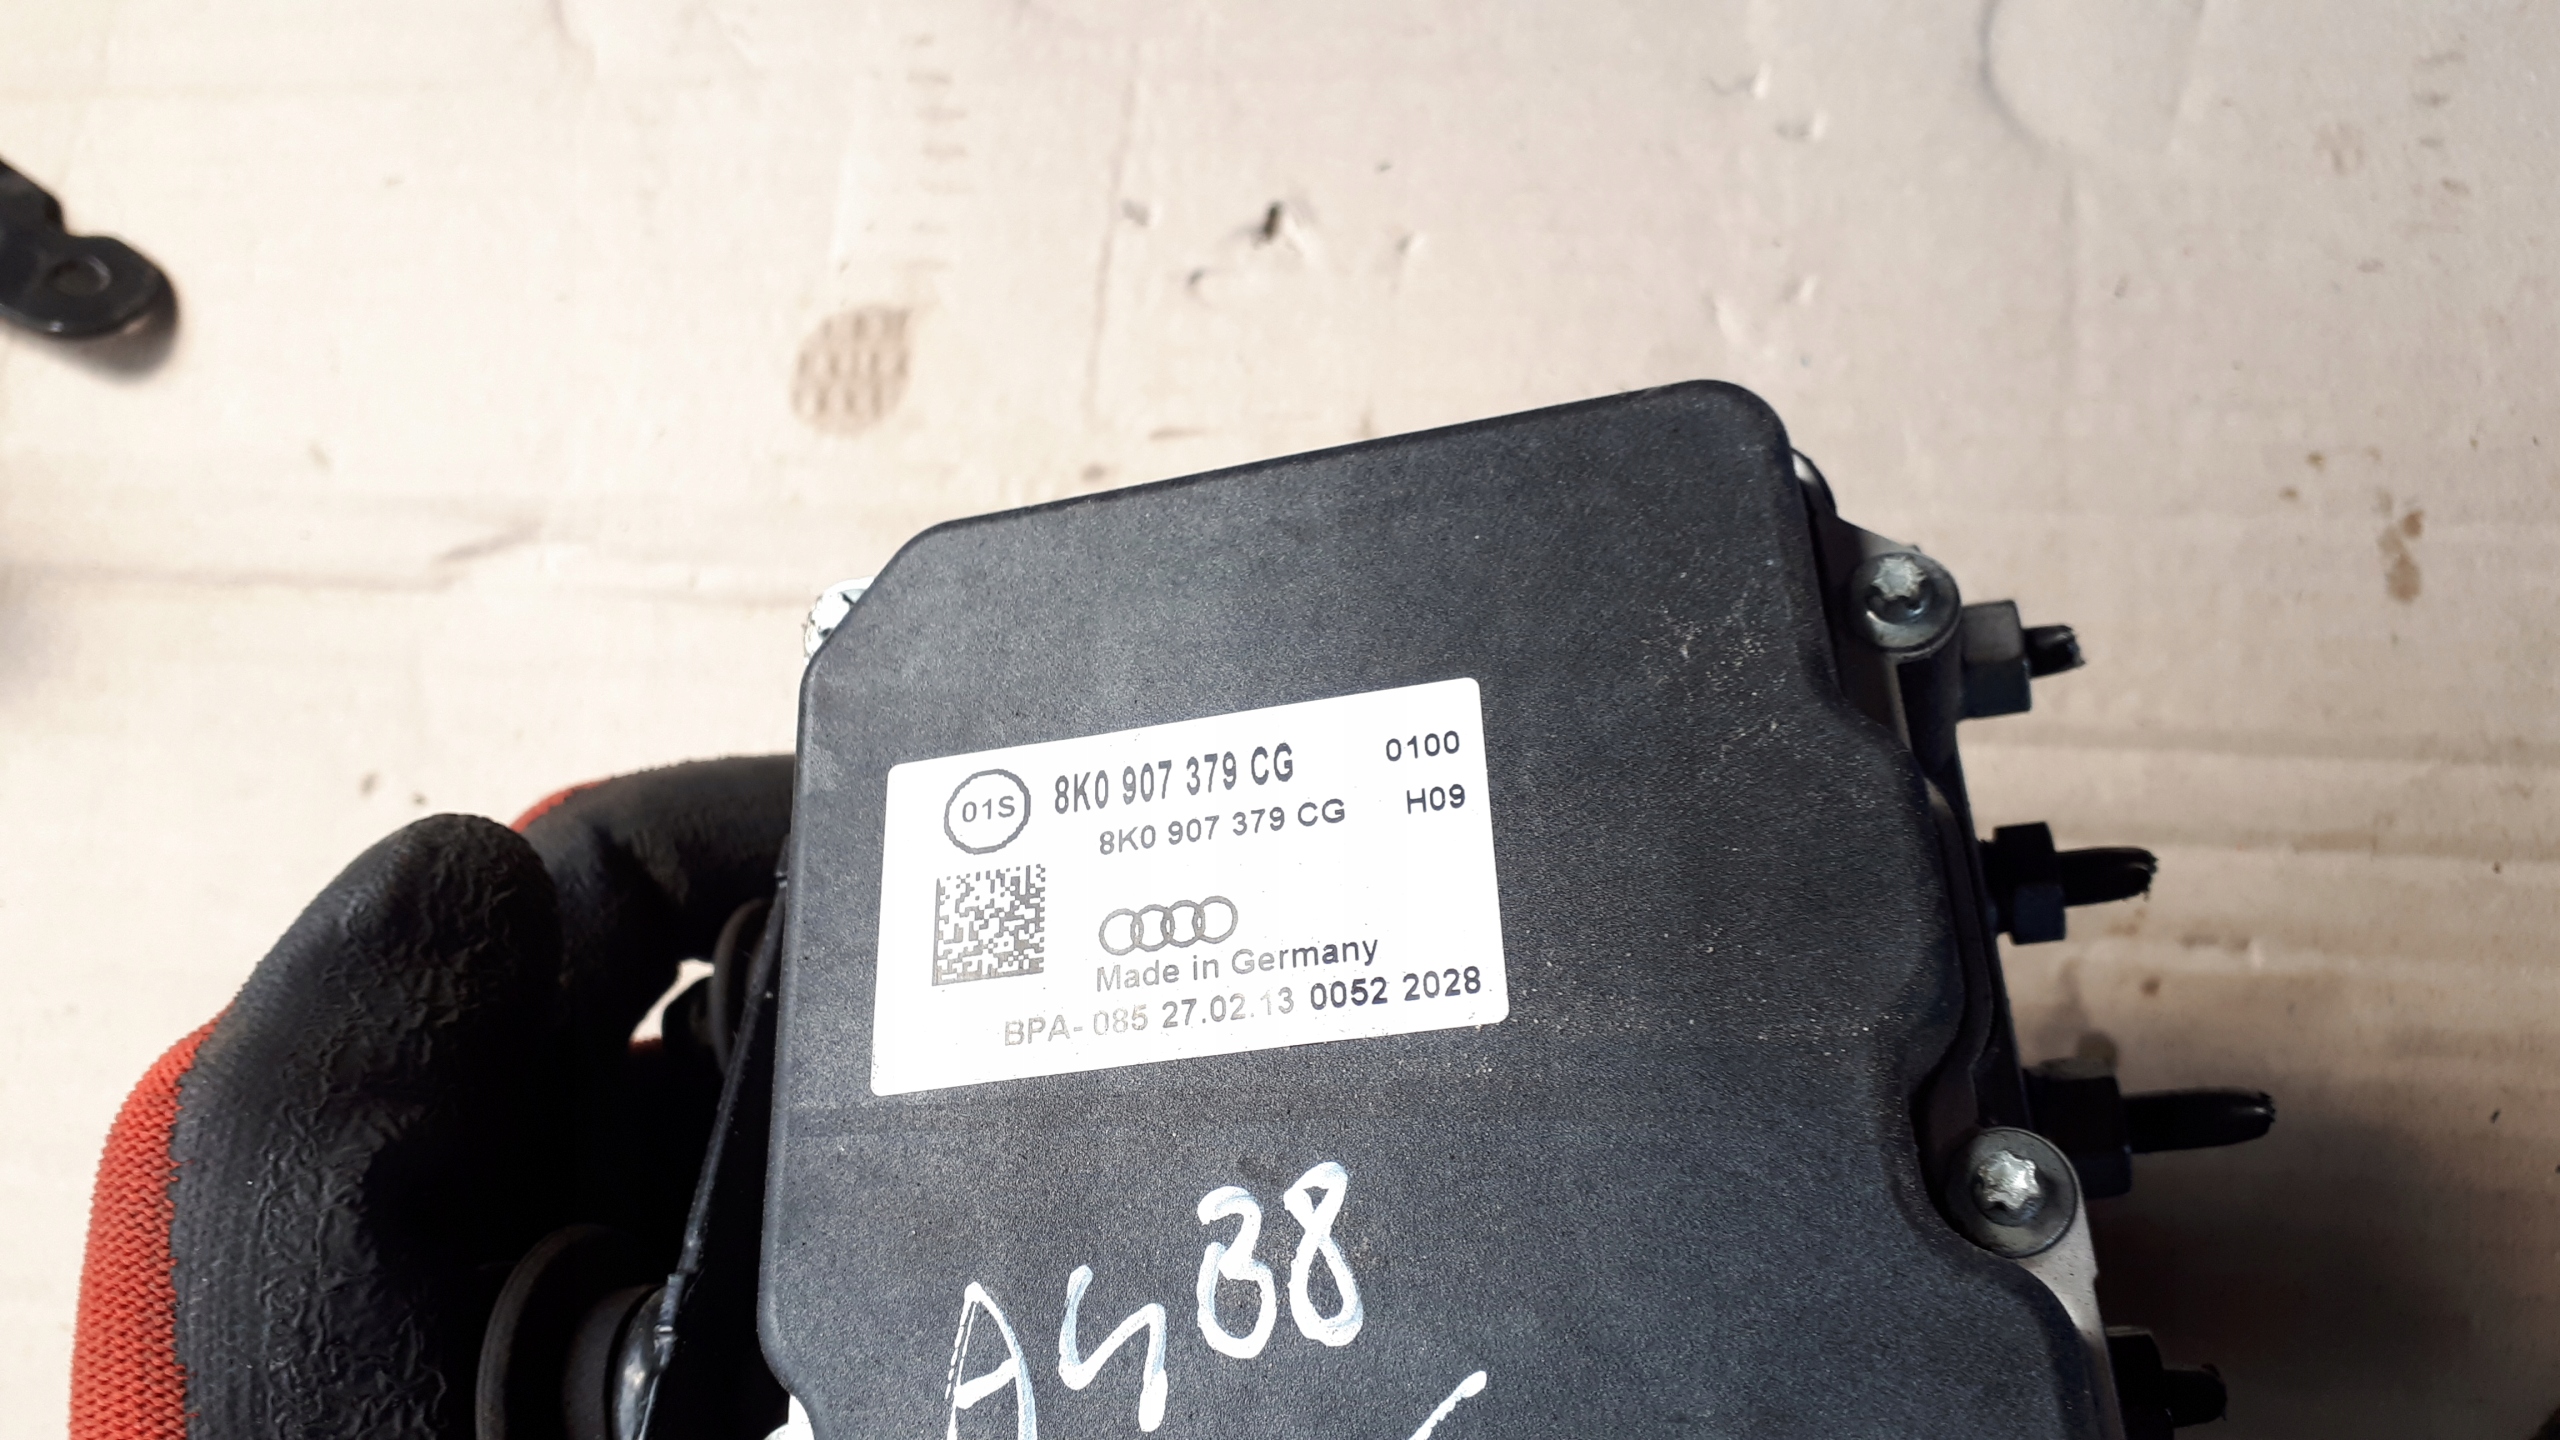 8K0 907 379 CG 0100
01S
8K0 907 379 CG H09
Made in Germany
BPA- 085 27.02.13 0052 2028
A4 B8